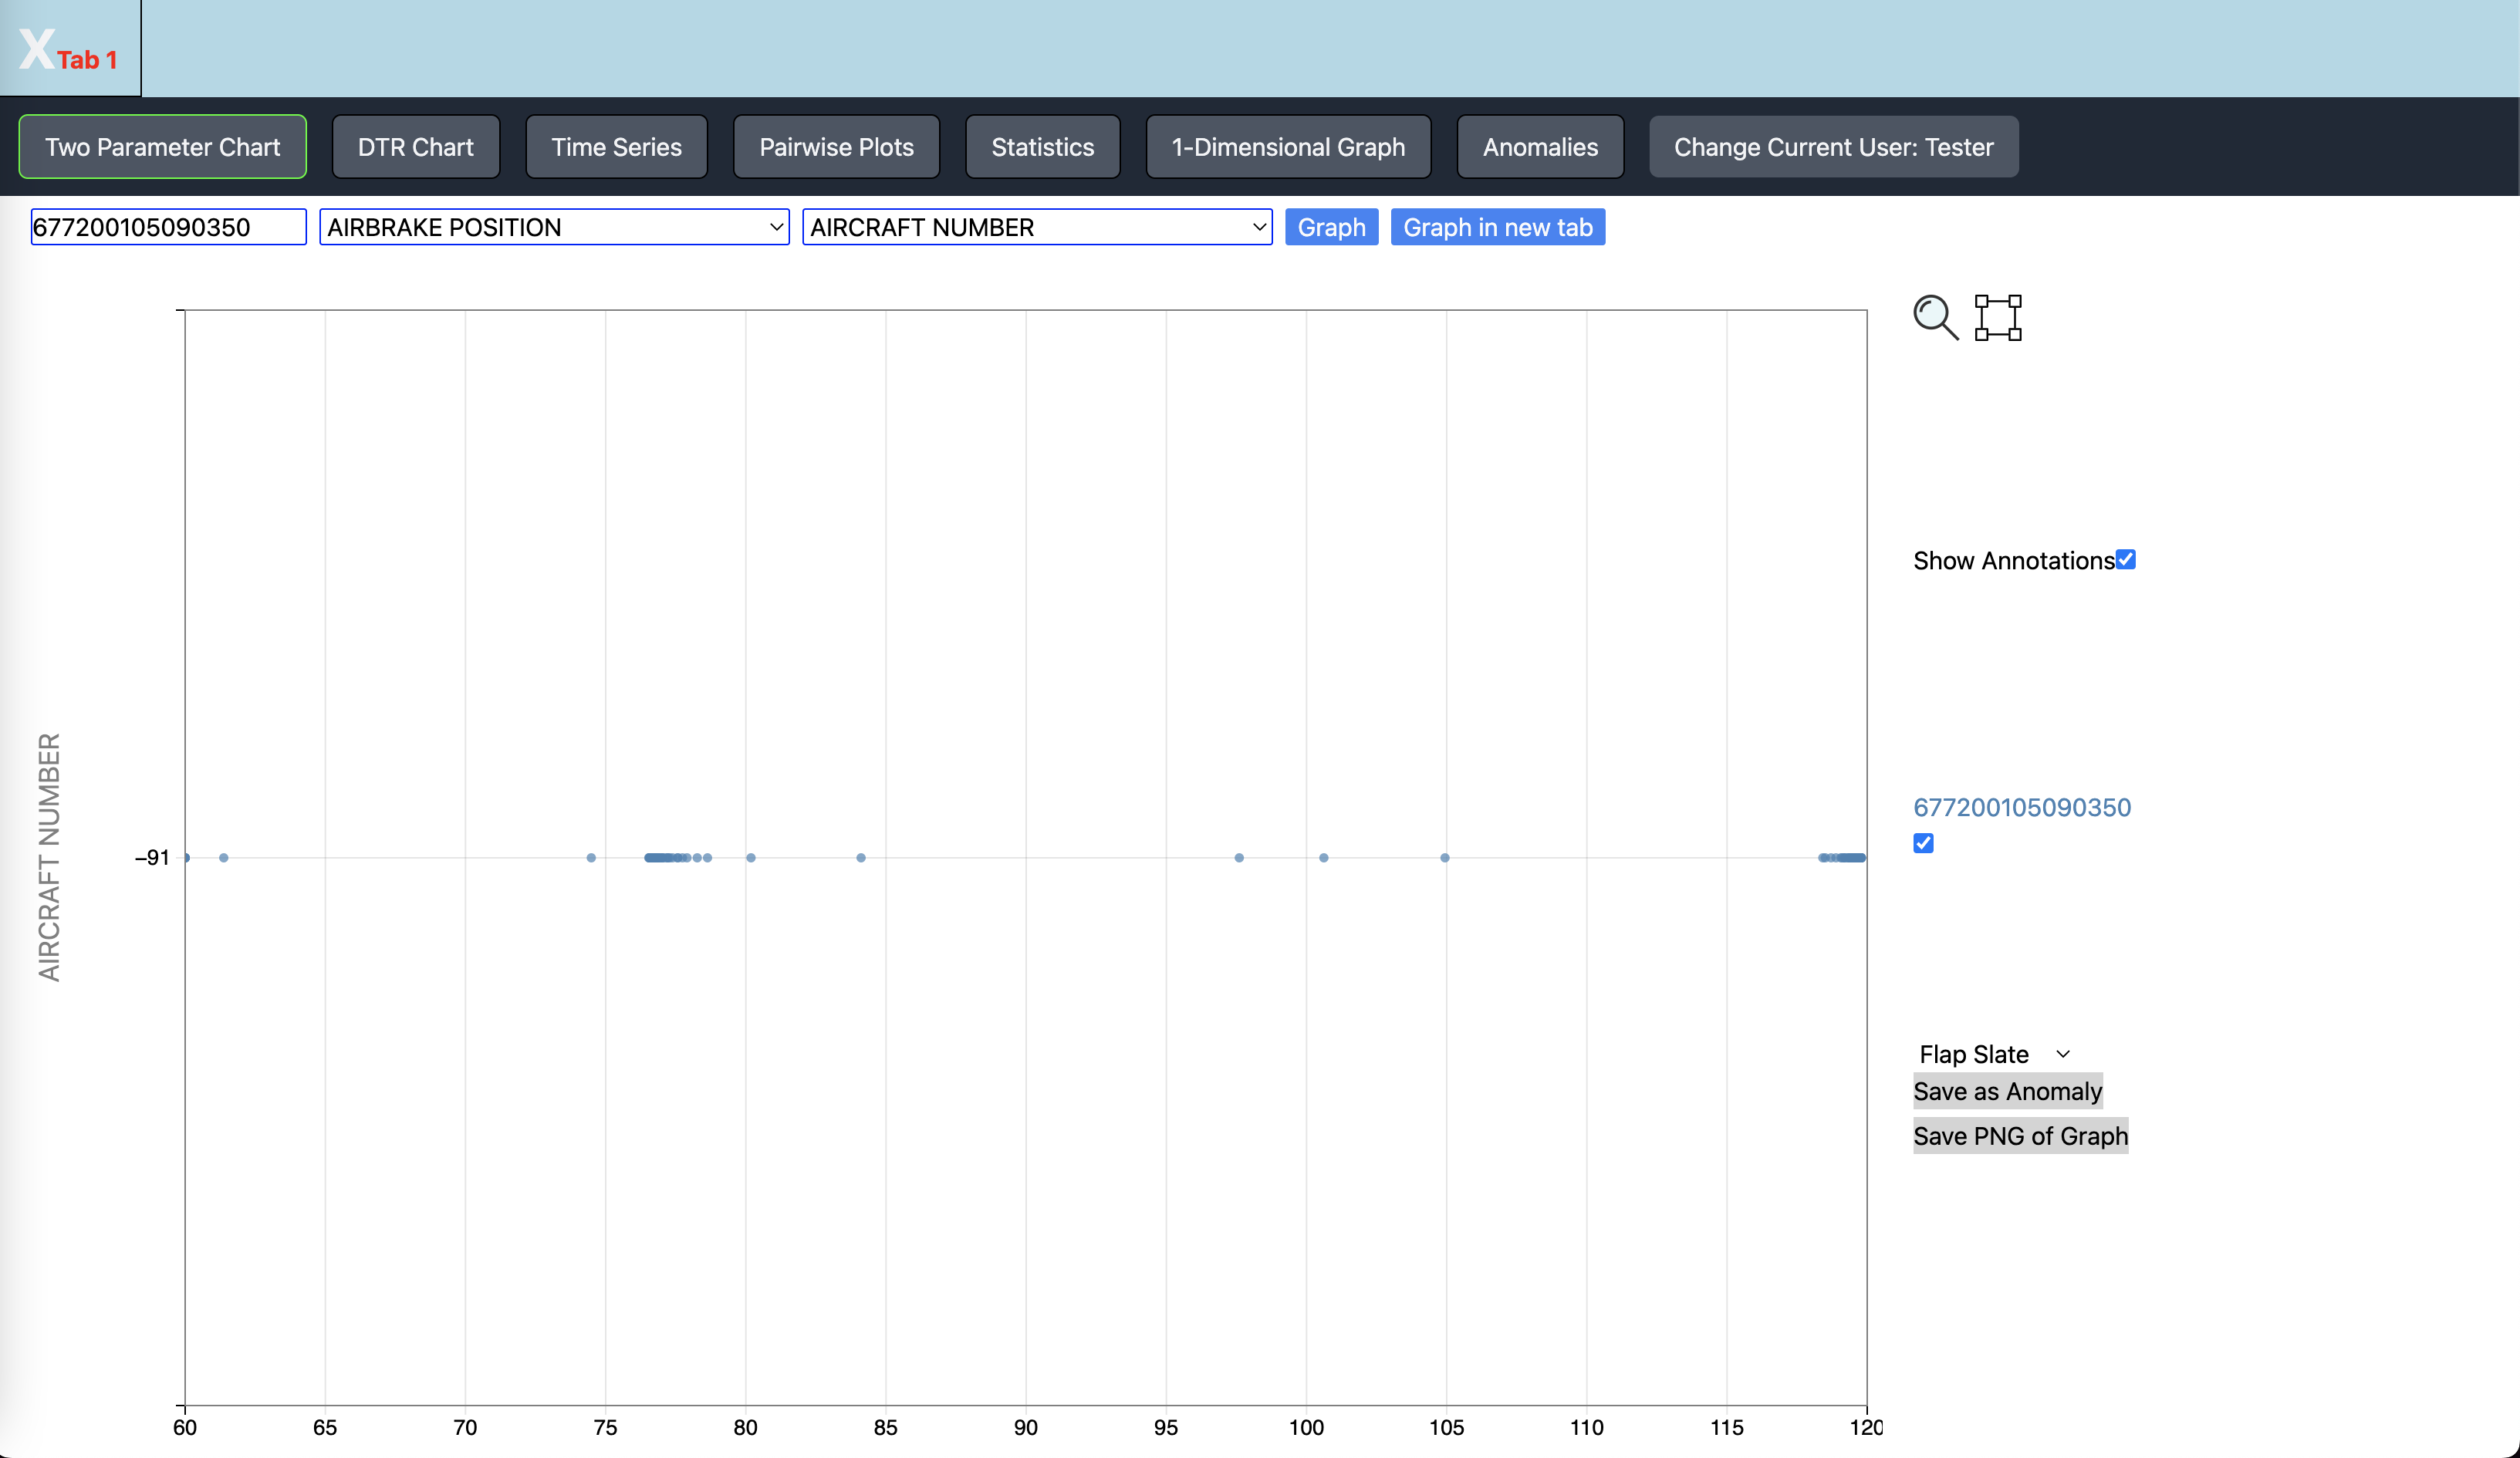 X Tab 1
Two Parameter Chart DTR Chart Time Series Pairwise Plots Statistics 1-Dimensional Graph Anomalies Change Current User: Tester
677200105090350 AIRBRAKE POSITION AIRCRAFT NUMBER Graph Graph in new tab
Show Annotations
AIRCRAFT NUMBER
–91
677200105090350
Flap Slate
Save as Anomaly
Save PNG of Graph
60 65 70 75 80 85 90 95 100 105 110 115 120